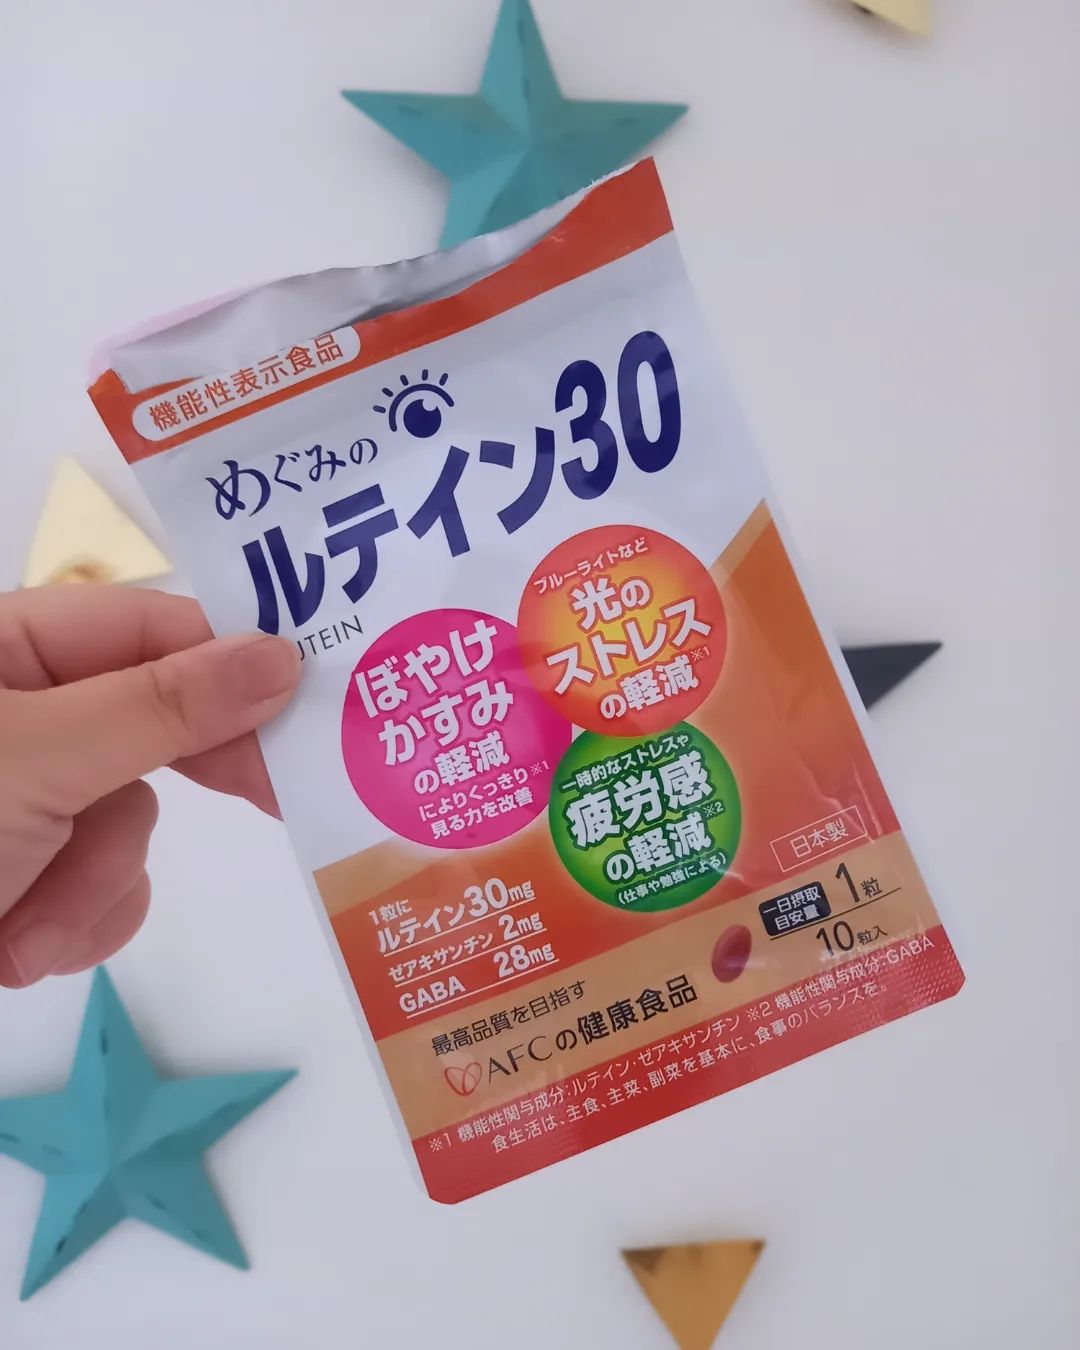 機能性表示食品
めぐみの
ルテイン30
UTEIN
ブルーライトなど
光の
ストレス
の軽減※1
ぼやけ
かすみ
の軽減
によりくっきり※1
見る力を改善
一時的なストレスや
疲労感
の軽減※2
(仕事や勉強による)
日本製
1粒に
ルテイン30mg
ゼアキサンチン 2mg
GABA 28mg
一日摂取
目安量
1粒
10粒入
最高品質を目指す
AFCの健康食品
※1 機能性関与成分:ルテイン・ゼアキサンチン ※2 機能性関与成分:GABA
食生活は、主食、主菜、副菜を基本に、食事のバランスを。